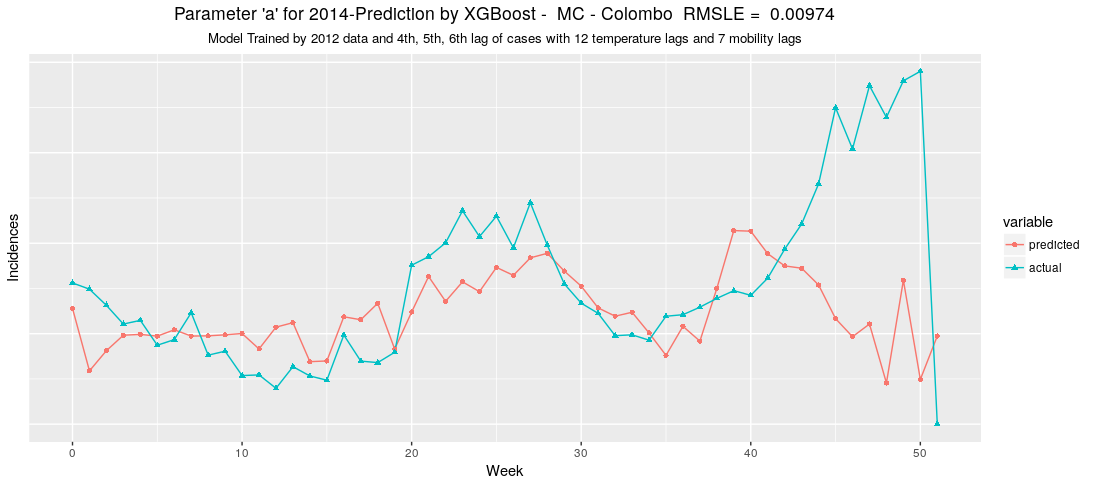 Parameter 'a' for 2014-Prediction by XGBoost - MC - Colombo RMSLE = 0.00974
Model Trained by 2012 data and 4th, 5th, 6th lag of cases with 12 temperature lags and 7 mobility lags
Incidences
variable
predicted
actual
0 10 20 30 40 50
Week